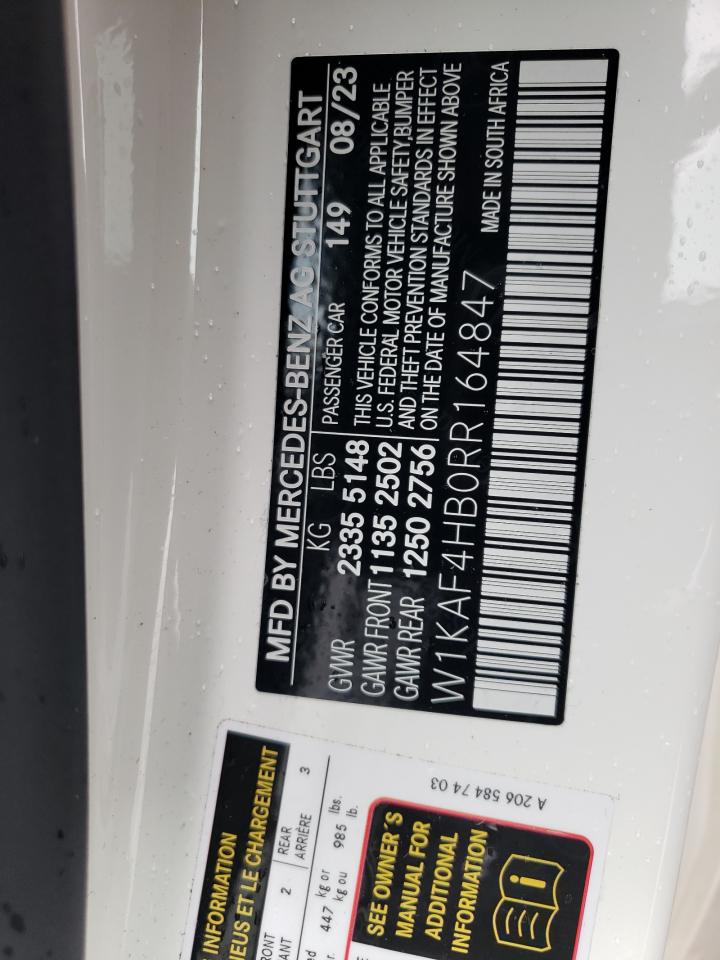 MFD BY MERCEDES-BENZ AG STUTTGART
KG LBS PASSENGER CAR 149 08/23
GVWR 2335 5148
GAWR FRONT 1135 2502
GAWR REAR 1250 2756
THIS VEHICLE CONFORMS TO ALL APPLICABLE
U.S. FEDERAL MOTOR VEHICLE SAFETY,BUMPER
AND THEFT PREVENTION STANDARDS IN EFFECT
ON THE DATE OF MANUFACTURE SHOWN ABOVE
W1KAF4HB0RR164847
MADE IN SOUTH AFRICA
INFORMATION
ET LE CHARGEMENT
2 REAR 3
ARRIÈRE
447 kg or 985 lbs.
kg ou lb.
SEE OWNER'S
MANUAL FOR
ADDITIONAL
INFORMATION
A 206 584 74 03